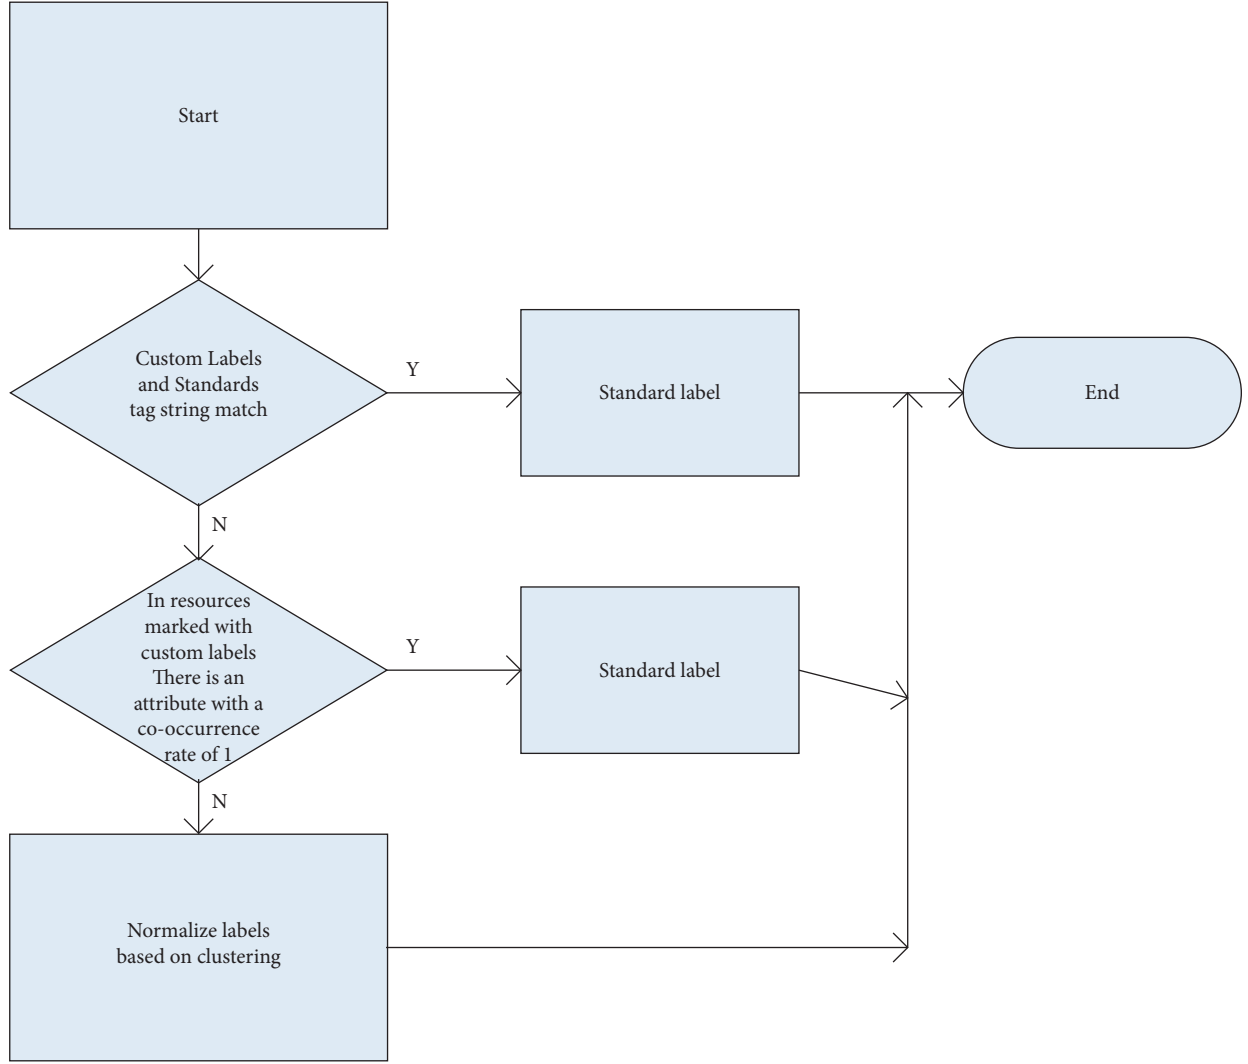 Start
Custom Labels
and Standards
tag string match
Y
Standard label
End
N
In resources
marked with
custom labels
There is an
attribute with a
co-occurrence
rate of 1
Y
Standard label
N
Normalize labels
based on clustering